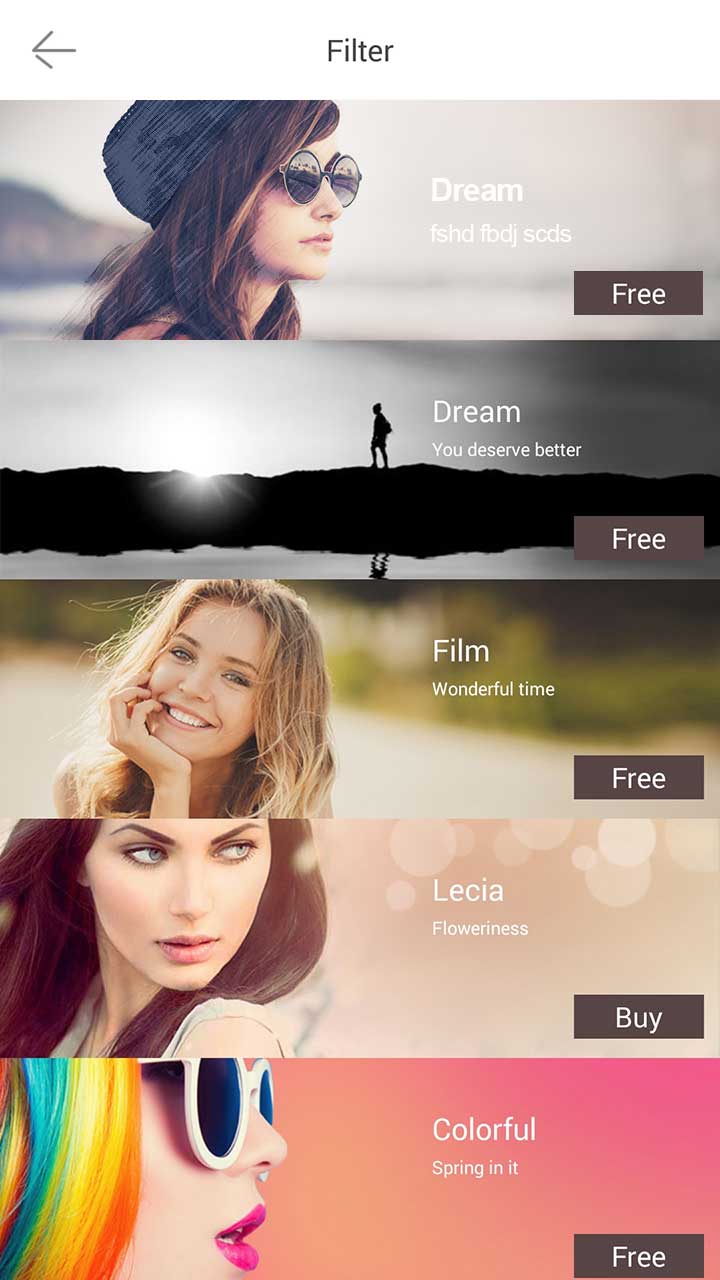 Filter
Dream
fshd fbdj scds
Free
Dream
You deserve better
Free
Film
Wonderful time
Free
Lecia
Floweriness
Buy
Colorful
Spring in it
Free